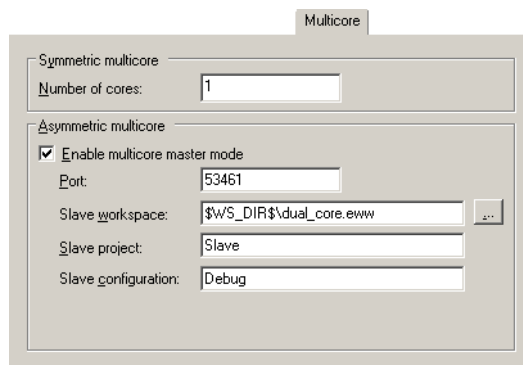 Multicore
Symmetric multicore
Number of cores: 1
Asymmetric multicore
Enable multicore master mode
Port: 53461
Slave workspace: $WS_DIR$\dual_core.eww ...
Slave project: Slave
Slave configuration: Debug